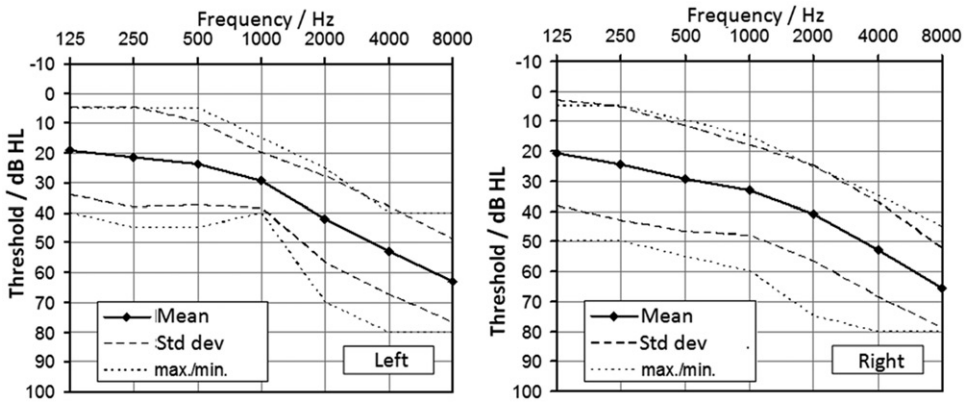 Frequency / Hz
125 250 500 1000 2000 4000 8000
-10
0
10
20
30
40
50
60
70
80
90
100
Threshold / dB HL
Mean
Std dev
max./min.
Left
Frequency / Hz
125 250 500 1000 2000 4000 8000
-10
0
10
20
30
40
50
60
70
80
90
100
Threshold / dB HL
Mean
Std dev
max./min.
Right